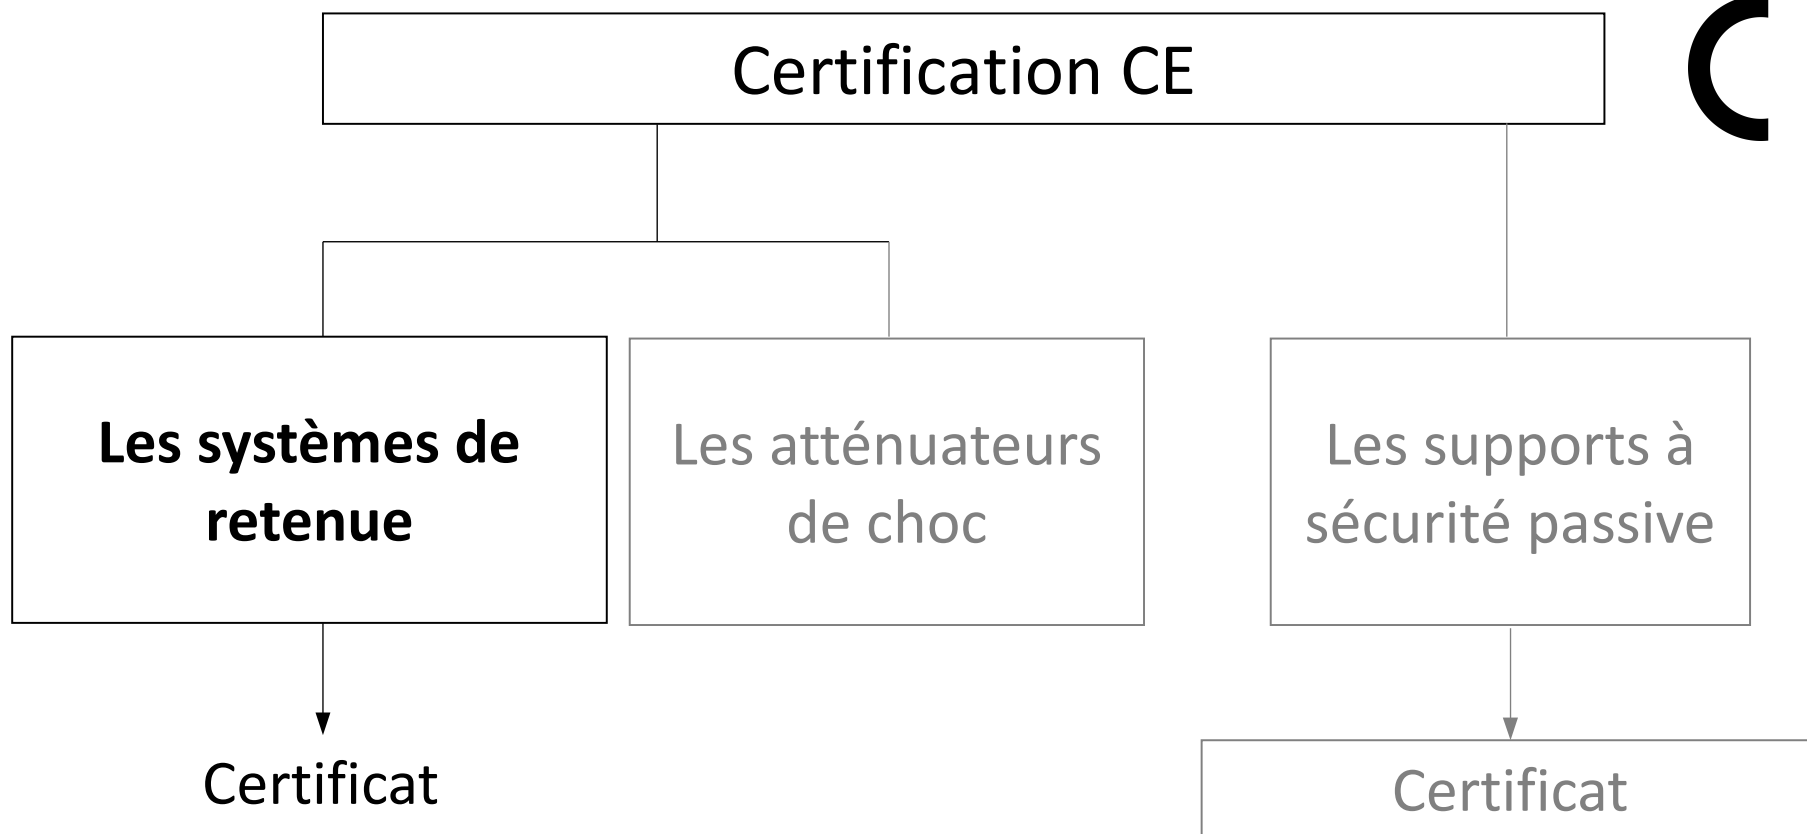 Certification CE
Les systèmes de
retenue
Les atténuateurs
de choc
Les supports à
sécurité passive
Certificat
Certificat